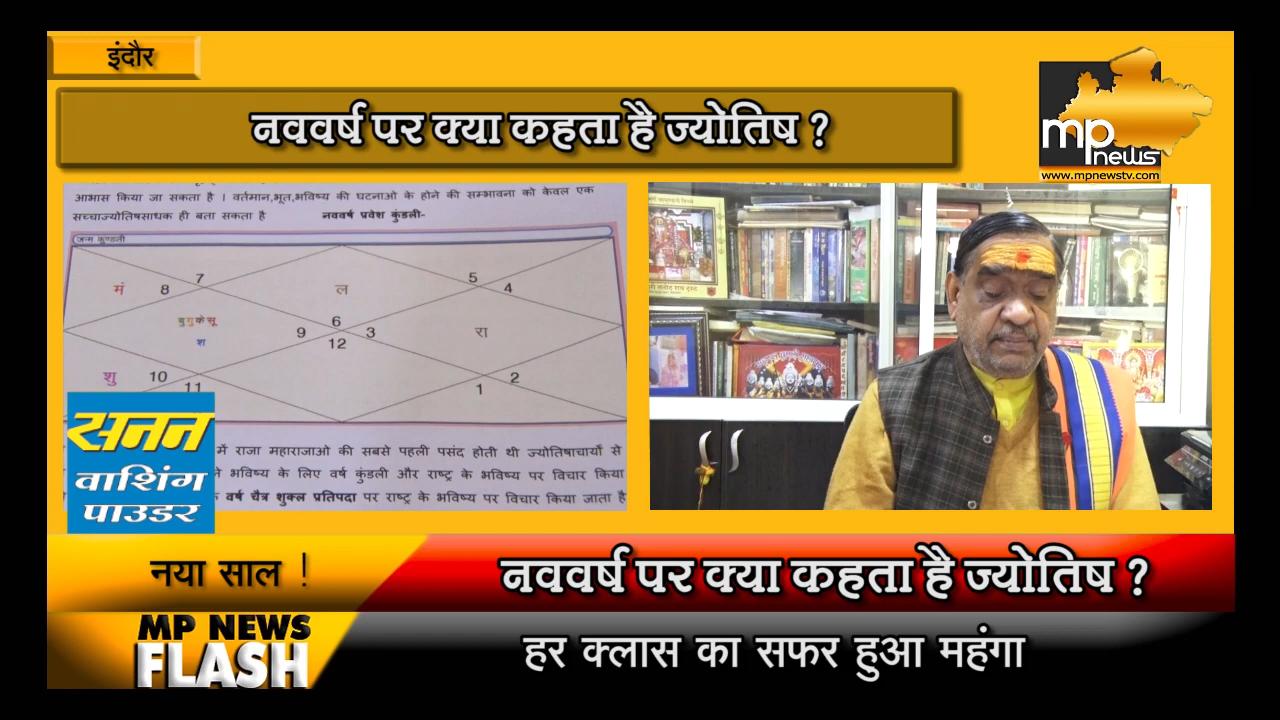 इंदौर
नववर्ष पर क्या कहता है ज्योतिष ?
mp
news
www.mpnewstv.com
आभास किया जा सकता है । वर्तमान,भूत,भविष्य की घटनाओ के होने की सम्भावना को केवल एक
सच्चाज्योतिषसाधक ही बता सकता है नववर्ष प्रवेश कुंडली-
जन्म कुण्डली
7 5
मं 8 ल 4
बुगुकेसू 6
9 3 रा
श 12
शु 10 2
11 1
सनन
वाशिंग
पाउडर
में राजा महाराजाओ की सबसे पहली पसंद होती थी ज्योतिषाचार्यों से
भविष्य के लिए वर्ष कुंडली और राष्ट्र के भविष्य पर विचार किया
वर्ष चैत्र शुक्ल प्रतिपदा पर राष्ट्र के भविष्य पर विचार किया जाता है
नया साल !
नववर्ष पर क्या कहता है ज्योतिष ?
MP NEWS
FLASH
हर क्लास का सफर हुआ महंगा